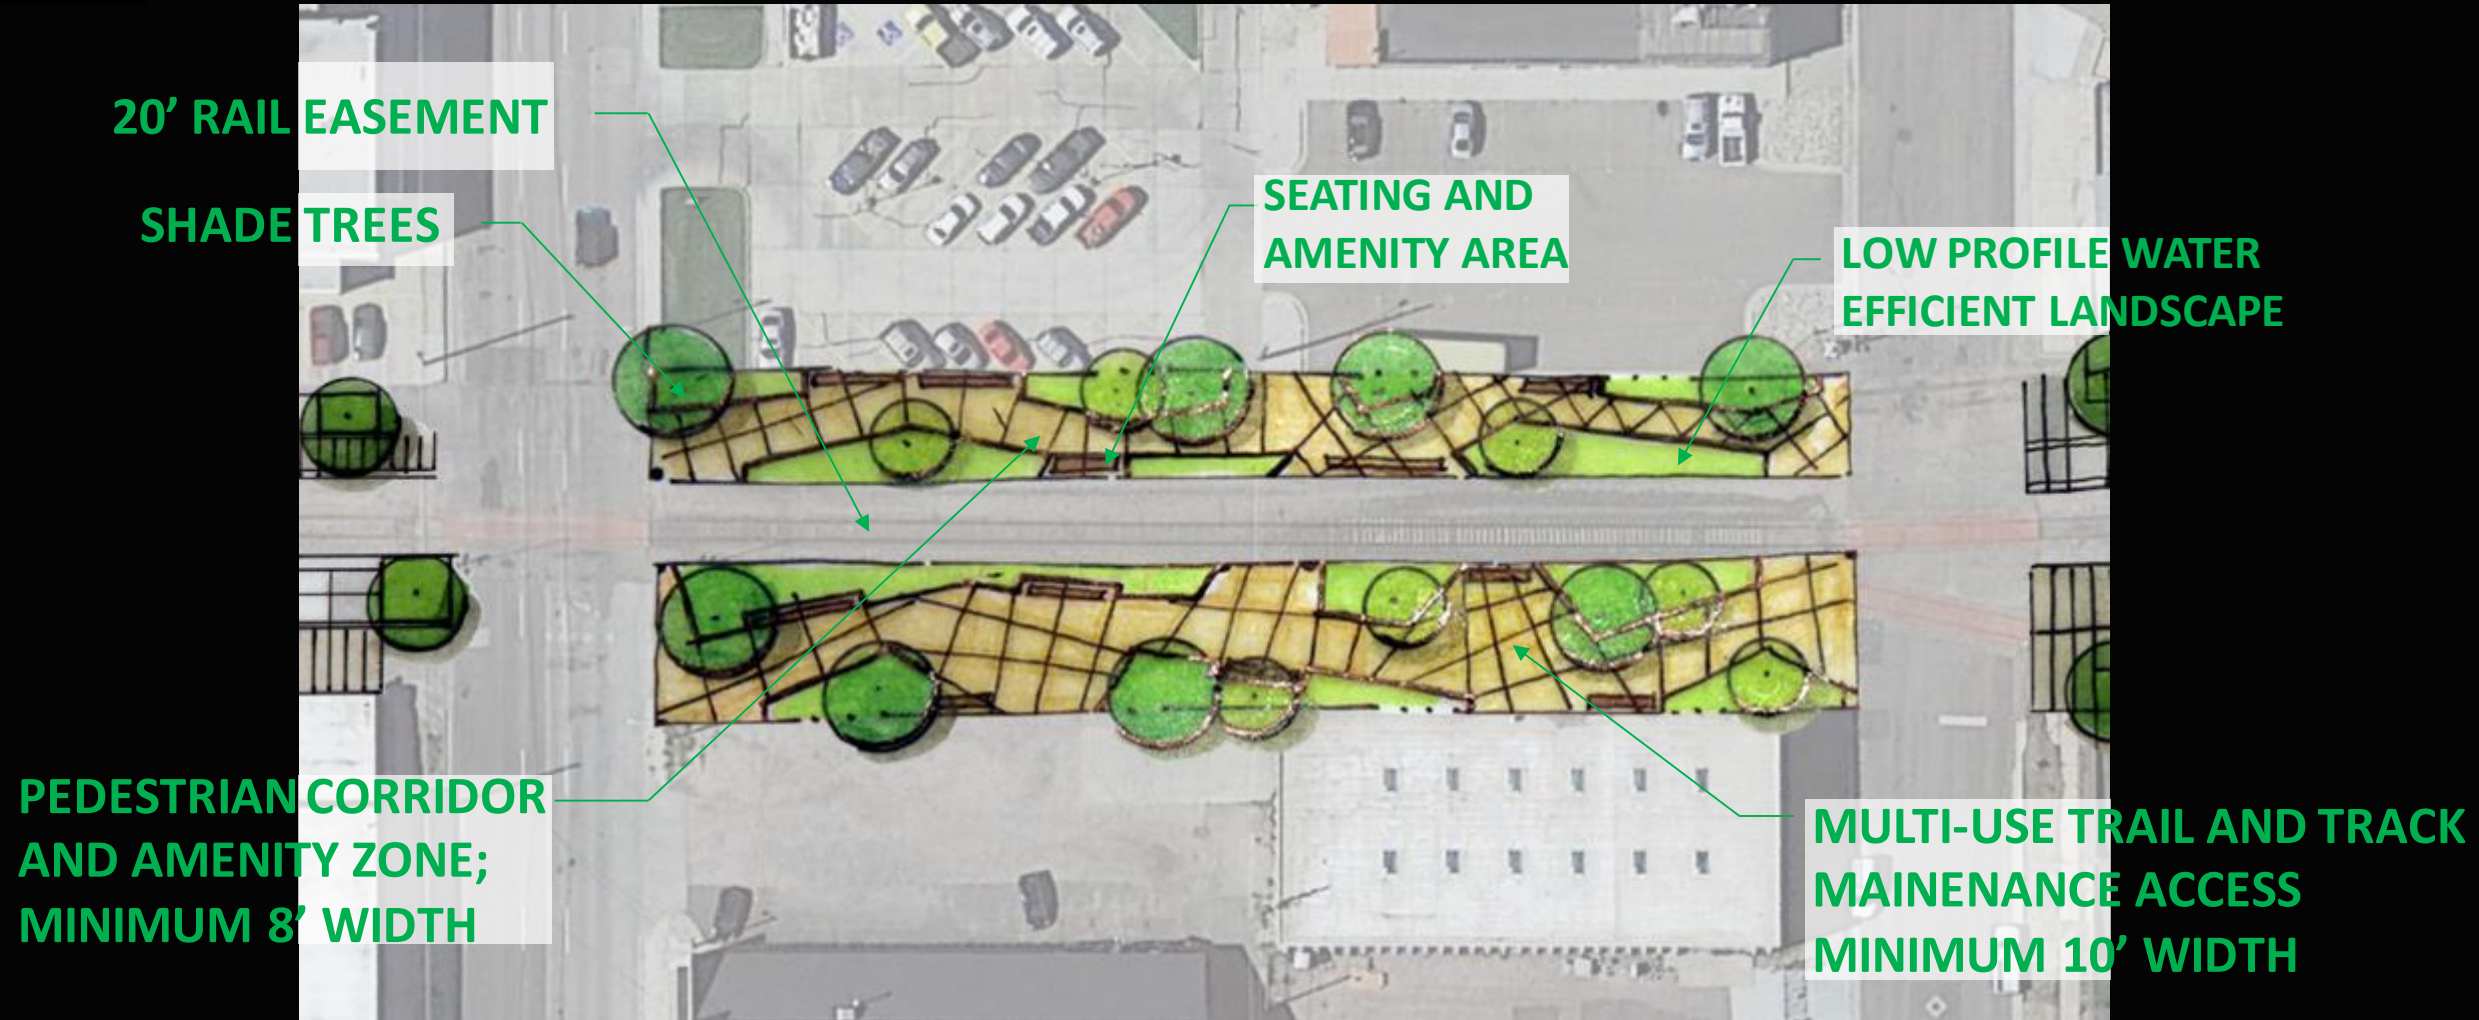 20’ RAIL EASEMENT
SHADE TREES
SEATING AND
AMENITY AREA
LOW PROFILE WATER
EFFICIENT LANDSCAPE
PEDESTRIAN CORRIDOR
AND AMENITY ZONE;
MINIMUM 8’ WIDTH
MULTI-USE TRAIL AND TRACK
MAINENANCE ACCESS
MINIMUM 10’ WIDTH